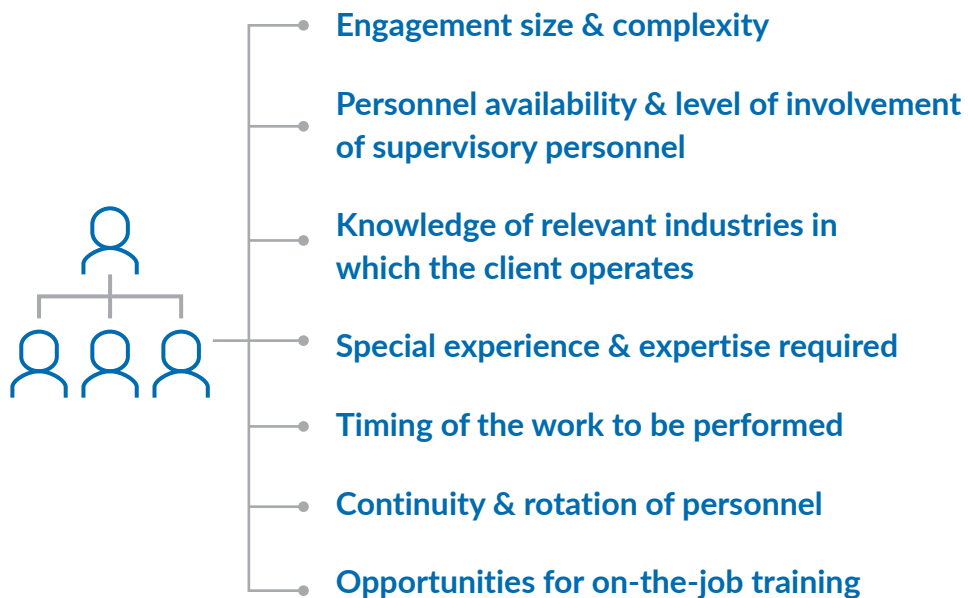 Engagement size & complexity
Personnel availability & level of involvement
of supervisory personnel
Knowledge of relevant industries in
which the client operates
Special experience & expertise required
Timing of the work to be performed
Continuity & rotation of personnel
Opportunities for on-the-job training